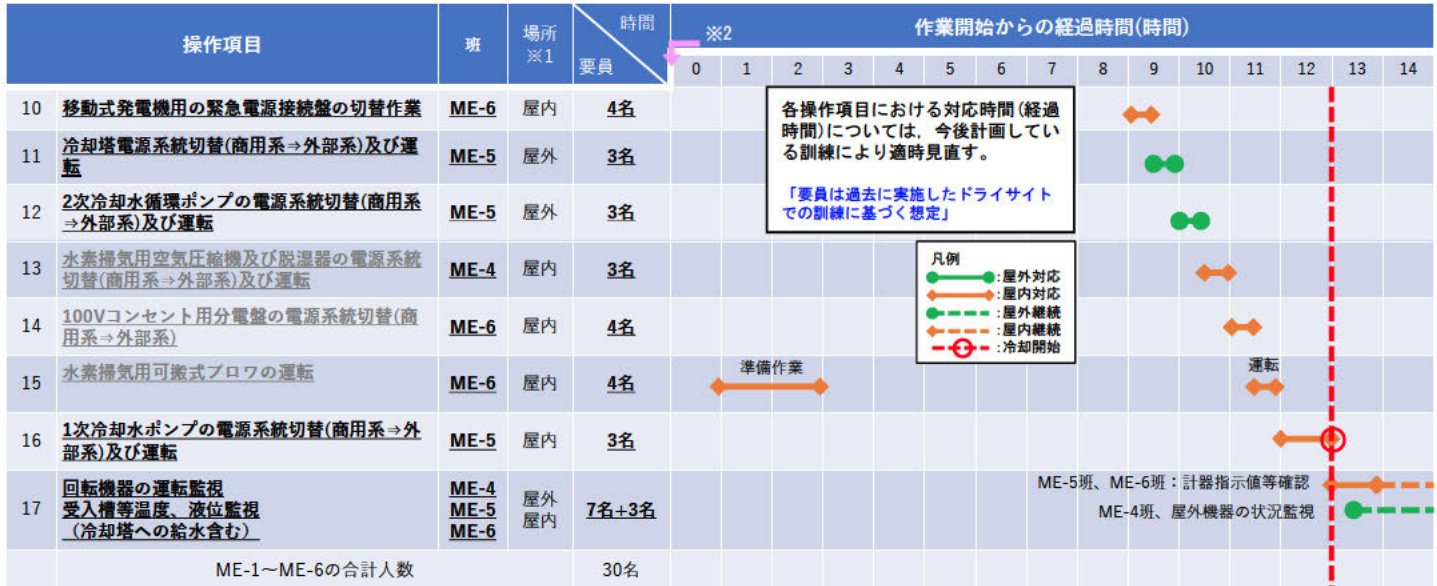 操作項目 班 場所 ※1 時間 要員 ※2 作業開始からの経過時間(時間)
0 1 2 3 4 5 6 7 8 9 10 11 12 13 14
10 移動式発電機用の緊急電源接続盤の切替作業 ME-6 屋内 4名
11 冷却塔電源系統切替(商用系⇒外部系)及び運
転 ME-5 屋外 3名
12 2次冷却水循環ポンプの電源系統切替(商用系
⇒外部系)及び運転 ME-5 屋外 3名
13 水素掃気用空気圧縮機及び脱湿器の電源系統
切替(商用系⇒外部系)及び運転 ME-4 屋内 3名
14 100Vコンセント用分電盤の電源系統切替(商
用系⇒外部系) ME-6 屋内 4名
15 水素掃気用可搬式ブロワの運転 ME-6 屋内 4名
準備作業 運転
16 1次冷却水ポンプの電源系統切替(商用系⇒外
部系)及び運転 ME-5 屋内 3名
17 回転機器の運転監視
受入槽等温度、液位監視
(冷却塔への給水含む)
ME-4
ME-5
ME-6
屋外
屋内
7名+3名
ME-5班、ME-6班:計器指示値等確認
ME-4班、屋外機器の状況監視
ME-1~ME-6の合計人数 30名
各操作項目における対応時間(経過
時間)については,今後計画してい
る訓練により適時見直す。
「要員は過去に実施したドライサイト
での訓練に基づく想定」
凡例
:屋外対応
:屋内対応
:屋外継続
:屋内継続
:冷却開始